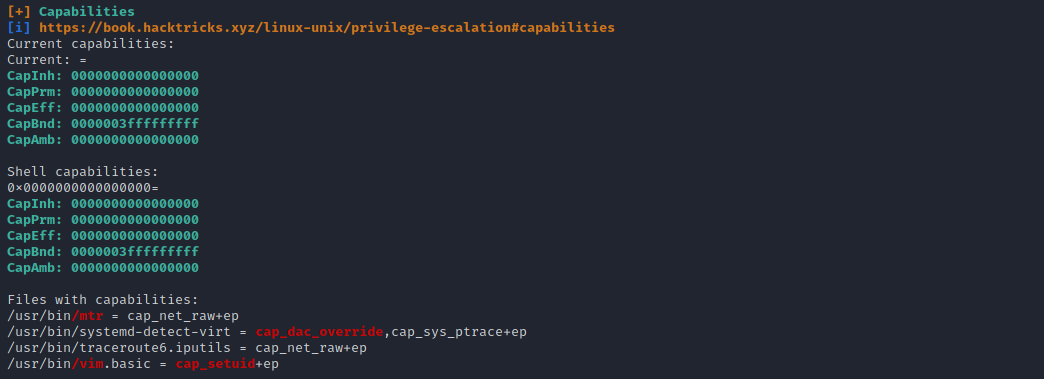 [+] Capabilities
[i] https://book.hacktricks.xyz/linux-unix/privilege-escalation#capabilities
Current capabilities:
Current: =
CapInh: 0000000000000000
CapPrm: 0000000000000000
CapEff: 0000000000000000
CapBnd: 0000003fffffffff
CapAmb: 0000000000000000
Shell capabilities:
0×0000000000000000=
CapInh: 0000000000000000
CapPrm: 0000000000000000
CapEff: 0000000000000000
CapBnd: 0000003fffffffff
CapAmb: 0000000000000000
Files with capabilities:
/usr/bin/mtr = cap_net_raw+ep
/usr/bin/systemd-detect-virt = cap_dac_override,cap_sys_ptrace+ep
/usr/bin/traceroute6.iputils = cap_net_raw+ep
/usr/bin/vim.basic = cap_setuid+ep